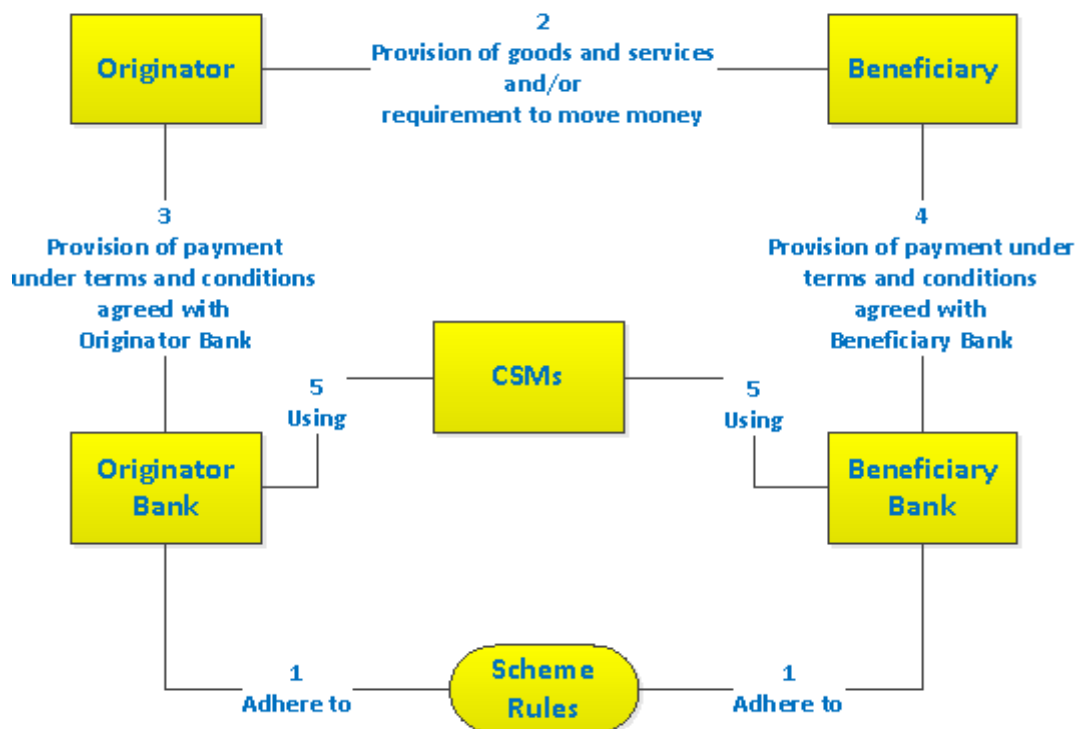 Originator
2
Provision of goods and services
and/or
requirement to move money
Beneficiary
3
Provision of payment
under terms and conditions
agreed with
Originator Bank
4
Provision of payment under
terms and conditions
agreed with
Beneficiary Bank
CSMs
5
Using
5
Using
Originator
Bank
Beneficiary
Bank
1
Adhere to
Scheme
Rules
1
Adhere to